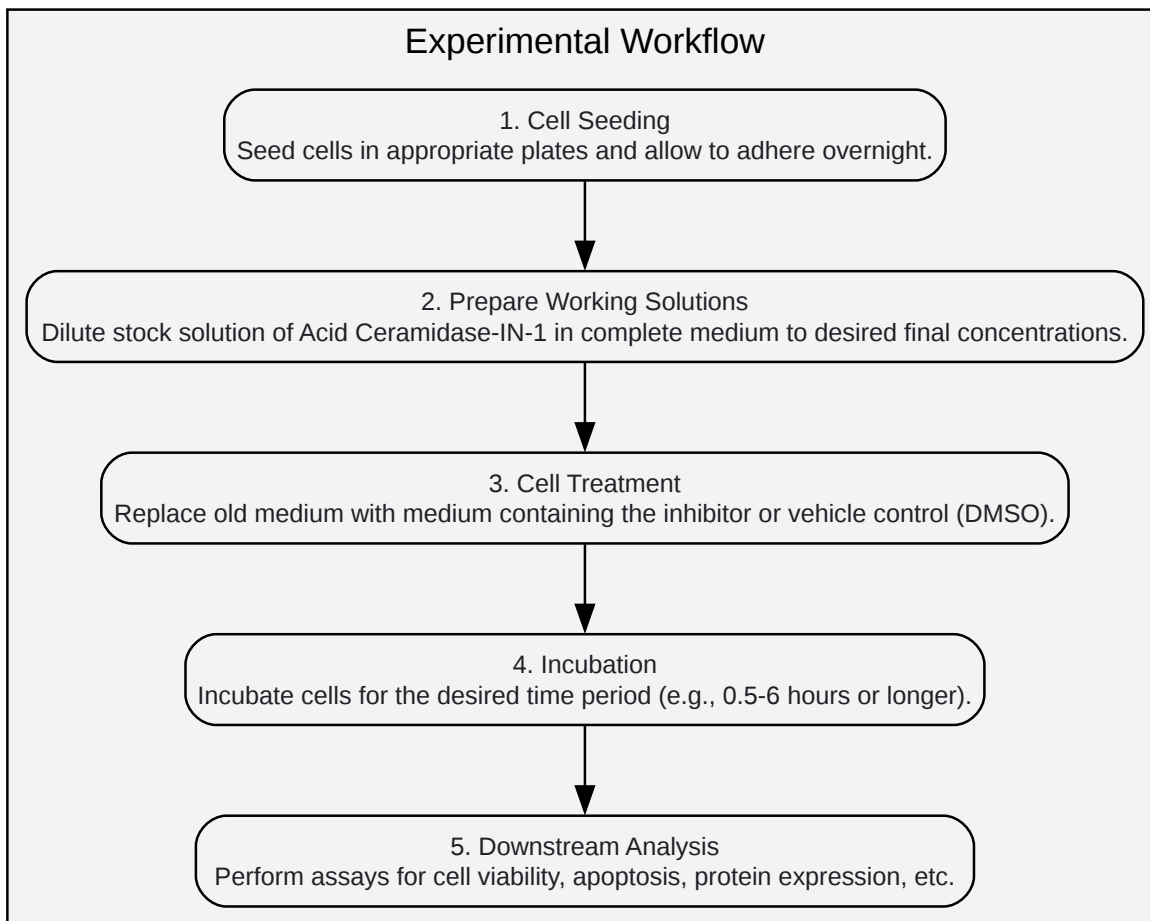 Experimental Workflow
1. Cell Seeding
Seed cells in appropriate plates and allow to adhere overnight.
2. Prepare Working Solutions
Dilute stock solution of Acid Ceramidase-IN-1 in complete medium to desired final concentrations.
3. Cell Treatment
Replace old medium with medium containing the inhibitor or vehicle control (DMSO).
4. Incubation
Incubate cells for the desired time period (e.g., 0.5-6 hours or longer).
5. Downstream Analysis
Perform assays for cell viability, apoptosis, protein expression, etc.